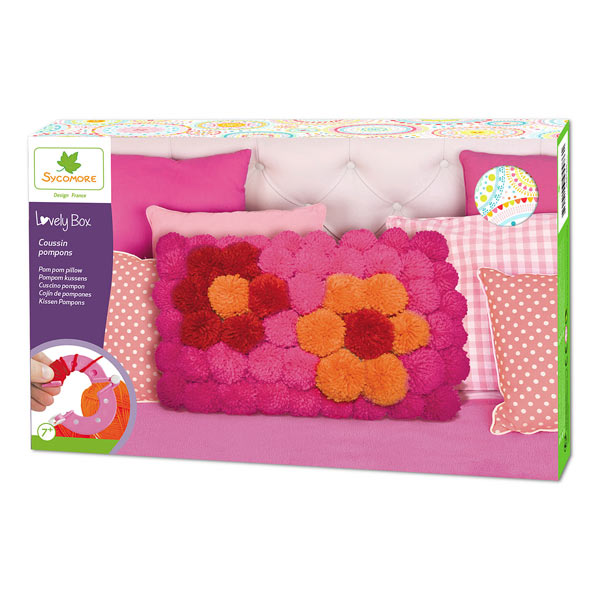 SYCOMORE
Design France
Lovely Box
Coussin
pompons
Pom pom pillow
Pompom kussens
Cuscino pompon
Cojín de pompones
Kissen Pompons
7+